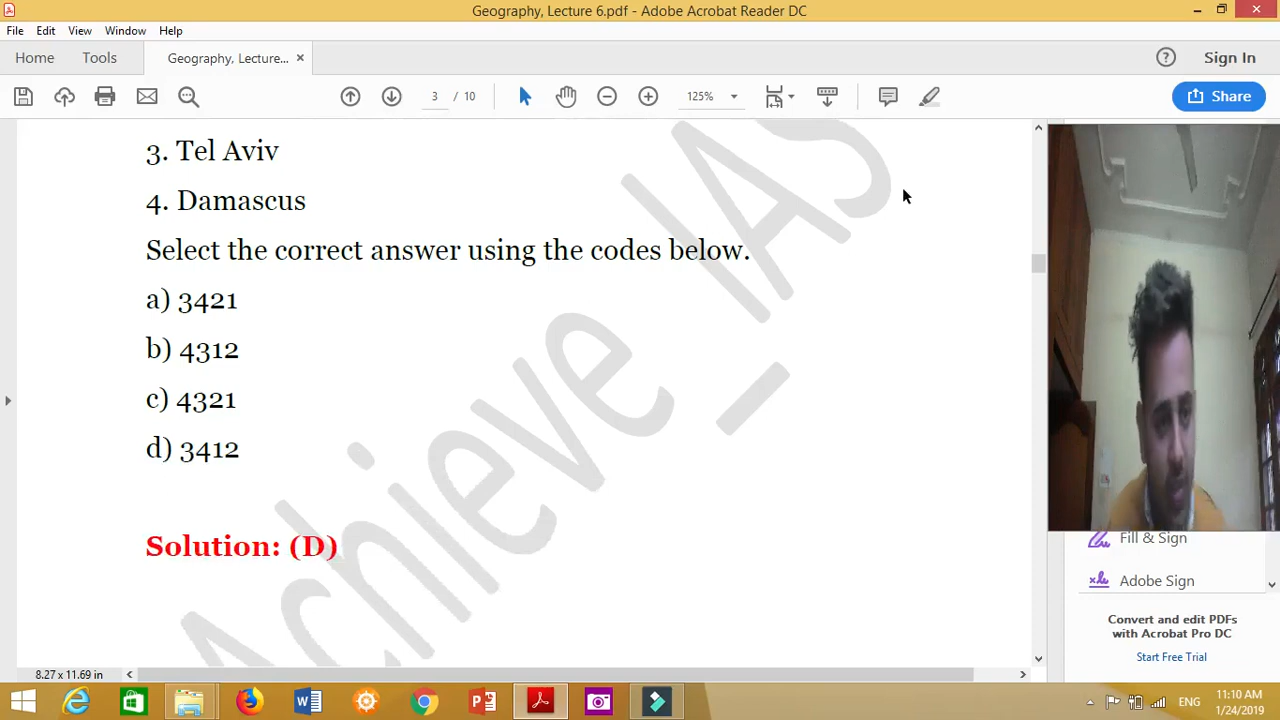 Geography, Lecture 6.pdf - Adobe Acrobat Reader DC
File Edit View Window Help
Home Tools Geography, Lecture... × Sign In
3 / 10 125% Share
3. Tel Aviv
4. Damascus
Select the correct answer using the codes below.
a) 3421
b) 4312
c) 4321
d) 3412
Solution: (D)
Achieve_IAS
Fill & Sign
Adobe Sign
Convert and edit PDFs
with Acrobat Pro DC
Start Free Trial
8.27 x 11.69 in
ENG
11:10 AM
1/24/2019